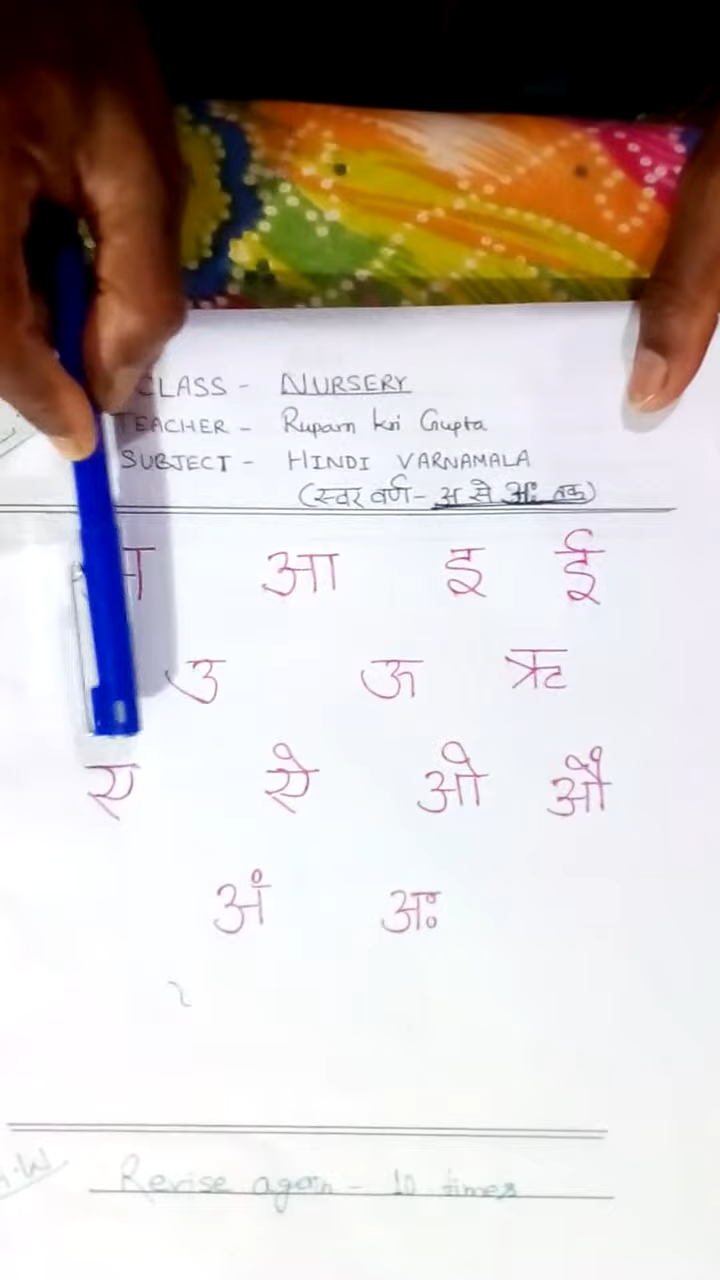 CLASS - NURSERY
TEACHER - Rupam kri Gupta
SUBJECT - HINDI VARNAMALA
(स्वर वर्ण - अ से अः तक)
अ आ इ ई
उ ऊ ऋ
ए ऐ ओ औ
अं अः
H.W Revise again - 10 times